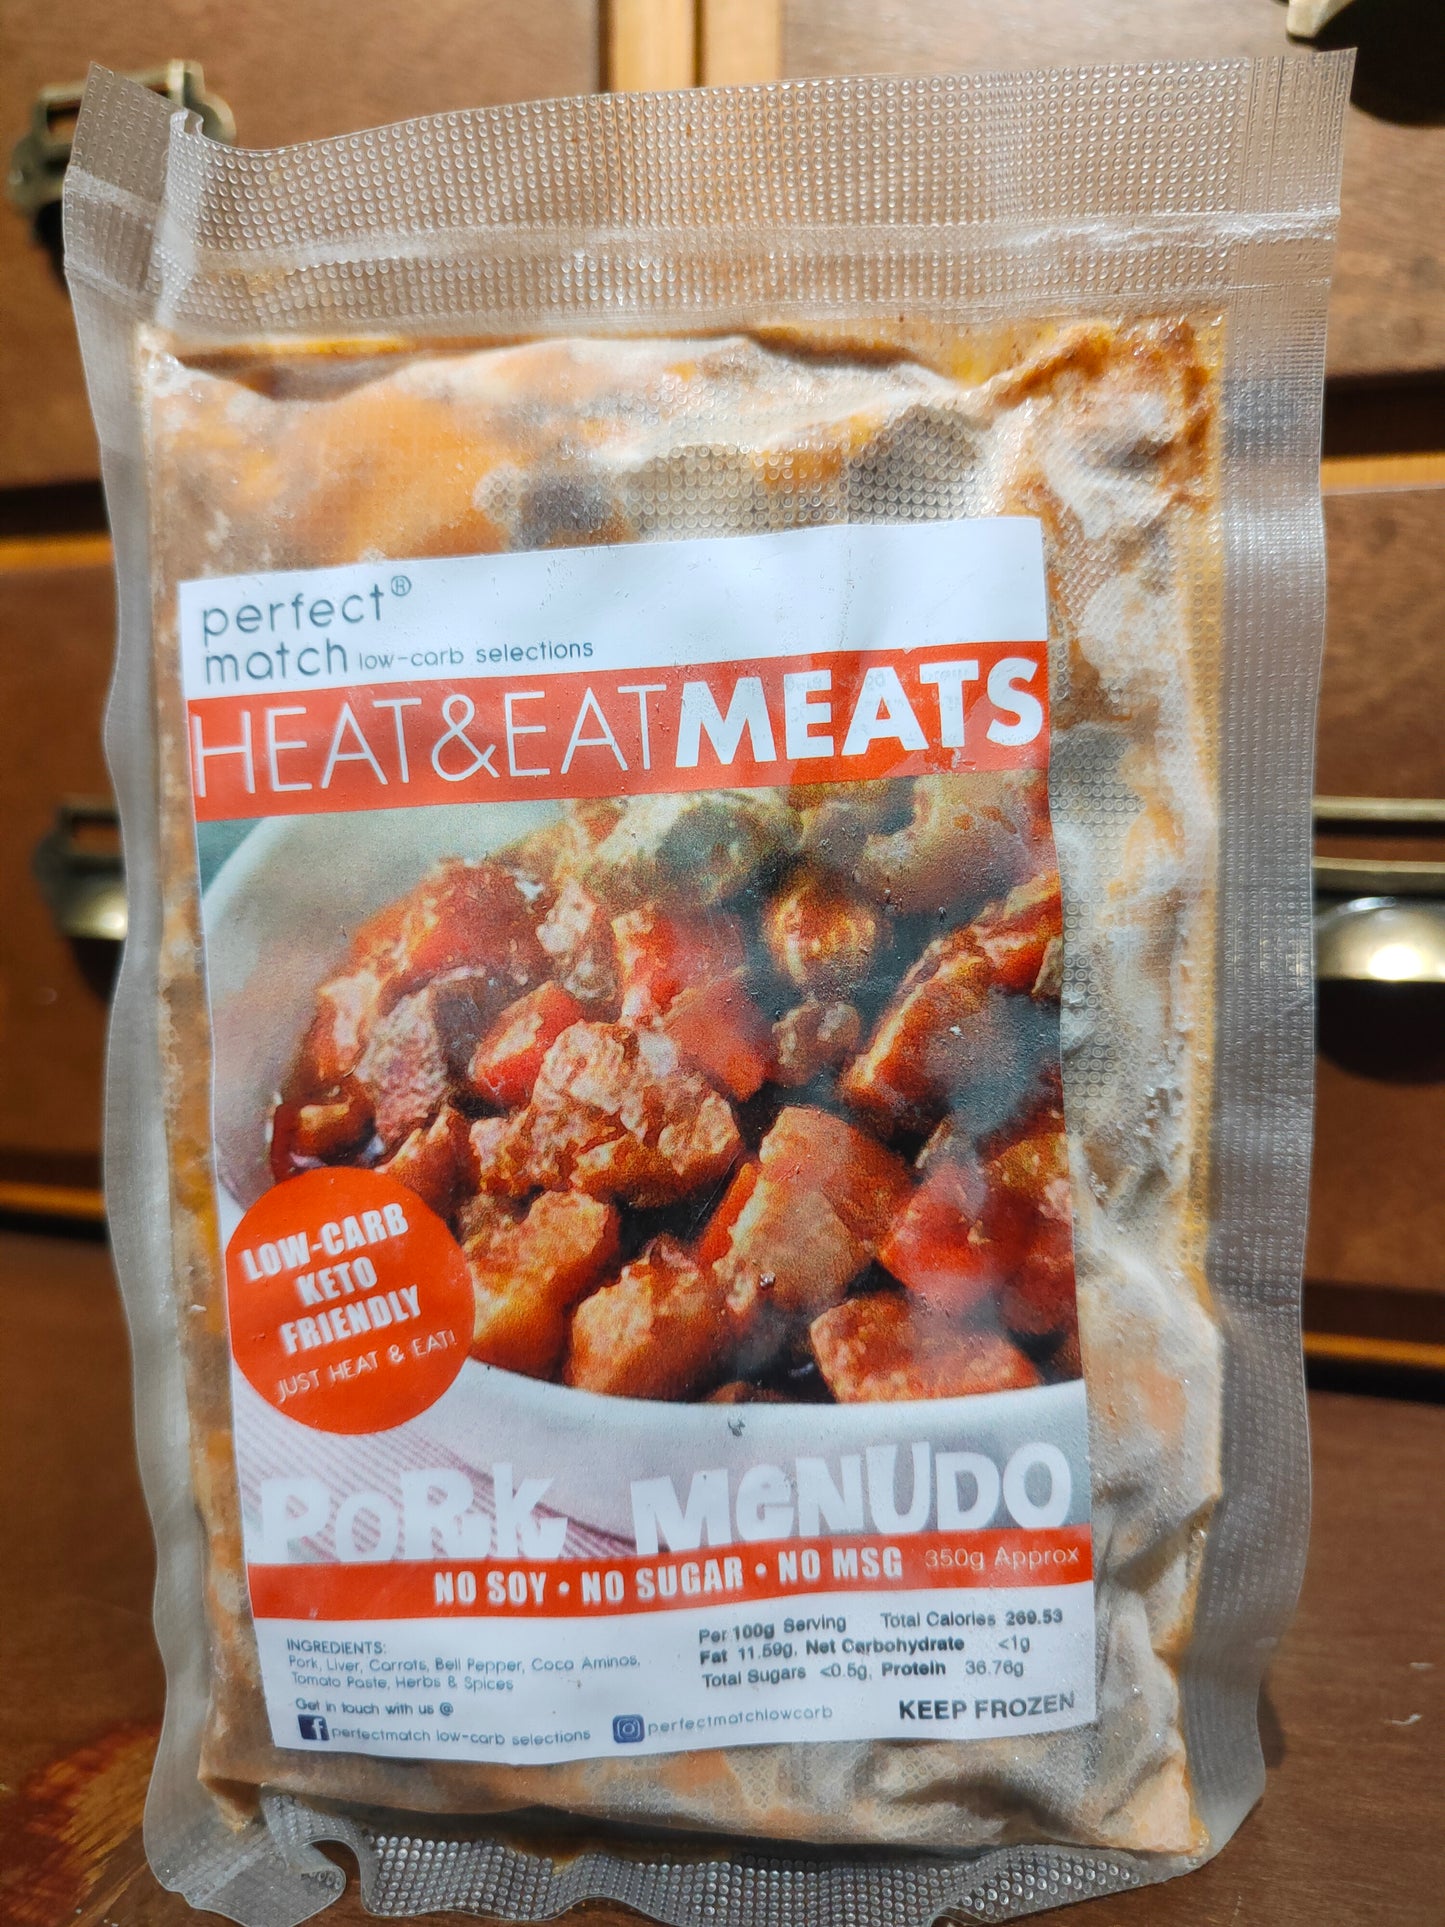 perfect®
match low-carb selections
HEAT&EATMEATS
LOW-CARB
KETO
FRIENDLY
JUST HEAT & EAT!
PORK MENUDO
NO SOY • NO SUGAR • NO MSG 350g Approx
INGREDIENTS:
Pork, Liver, Carrots, Bell Pepper, Coco Aminos,
Tomato Paste, Herbs & Spices
Get in touch with us @
perfectmatch low-carb selections
perfectmatchlowcarb
Per 100g Serving Total Calories 269.53
Fat 11.59g, Net Carbohydrate <1g
Total Sugars <0.5g, Protein 36.76g
KEEP FROZEN